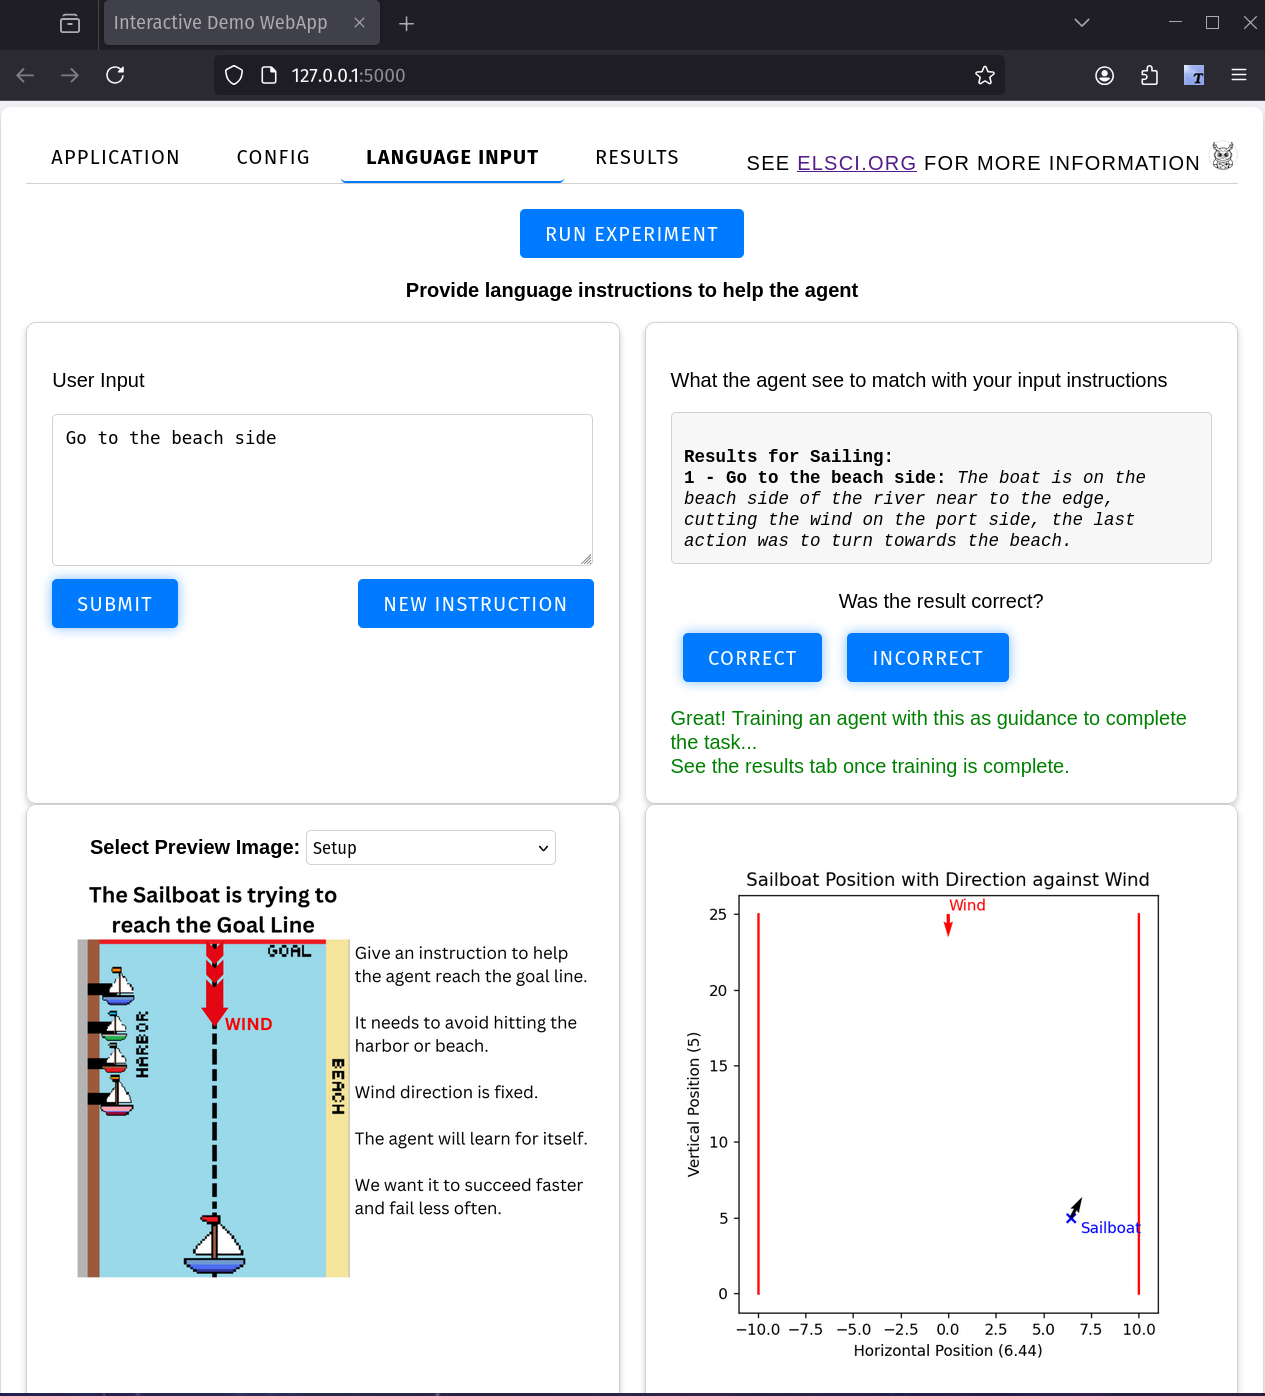 Interactive Demo WebApp
127.0.0.1:5000
APPLICATION
CONFIG
LANGUAGE INPUT
RESULTS
SEE ELSCI.ORG FOR MORE INFORMATION
RUN EXPERIMENT
Provide language instructions to help the agent
User Input
Go to the beach side
SUBMIT
NEW INSTRUCTION
What the agent see to match with your input instructions
Results for Sailing:
1 - Go to the beach side: The boat is on the
beach side of the river near to the edge,
cutting the wind on the port side, the last
action was to turn towards the beach.
Was the result correct?
CORRECT
INCORRECT
Great! Training an agent with this as guidance to complete
the task...
See the results tab once training is complete.
Select Preview Image:
Setup
The Sailboat is trying to
reach the Goal Line
GOAL
WIND
HARBOR
BEACH
Give an instruction to help
the agent reach the goal line.
It needs to avoid hitting the
harbor or beach.
Wind direction is fixed.
The agent will learn for itself.
We want it to succeed faster
and fail less often.
Sailboat Position with Direction against Wind
Wind
25
20
15
10
5
0
Vertical Position (5)
Sailboat
−10.0 −7.5 −5.0 −2.5 0.0 2.5 5.0 7.5 10.0
Horizontal Position (6.44)